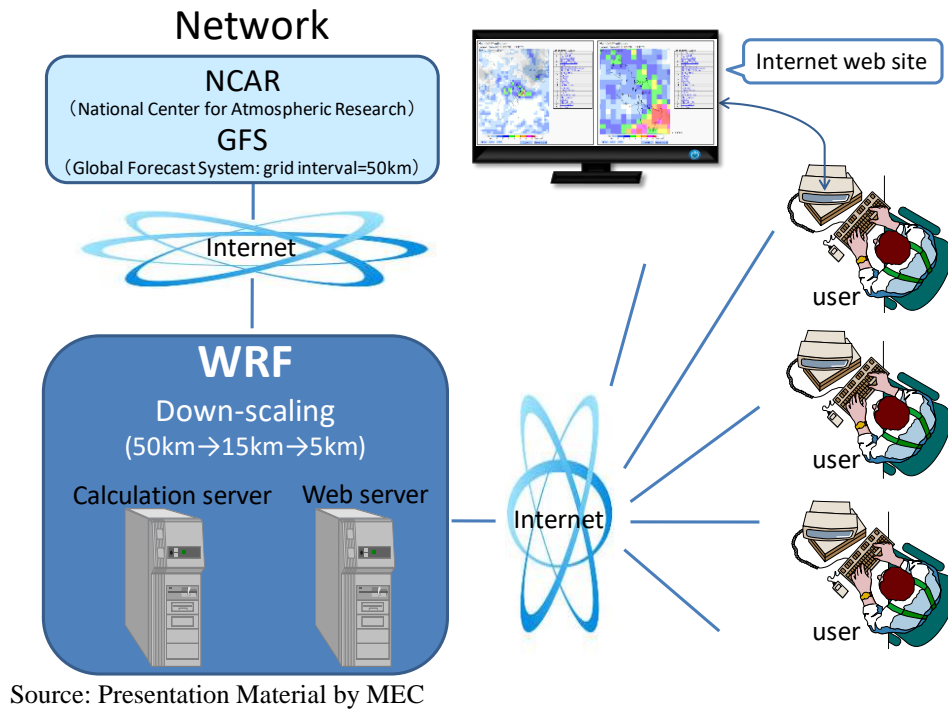 Network
NCAR
（National Center for Atmospheric Research）
GFS
（Global Forecast System: grid interval=50km）
Internet
Internet web site
WRF
Down-scaling
(50km→15km→5km)
Calculation server
Web server
Internet
user
user
user
Source: Presentation Material by MEC